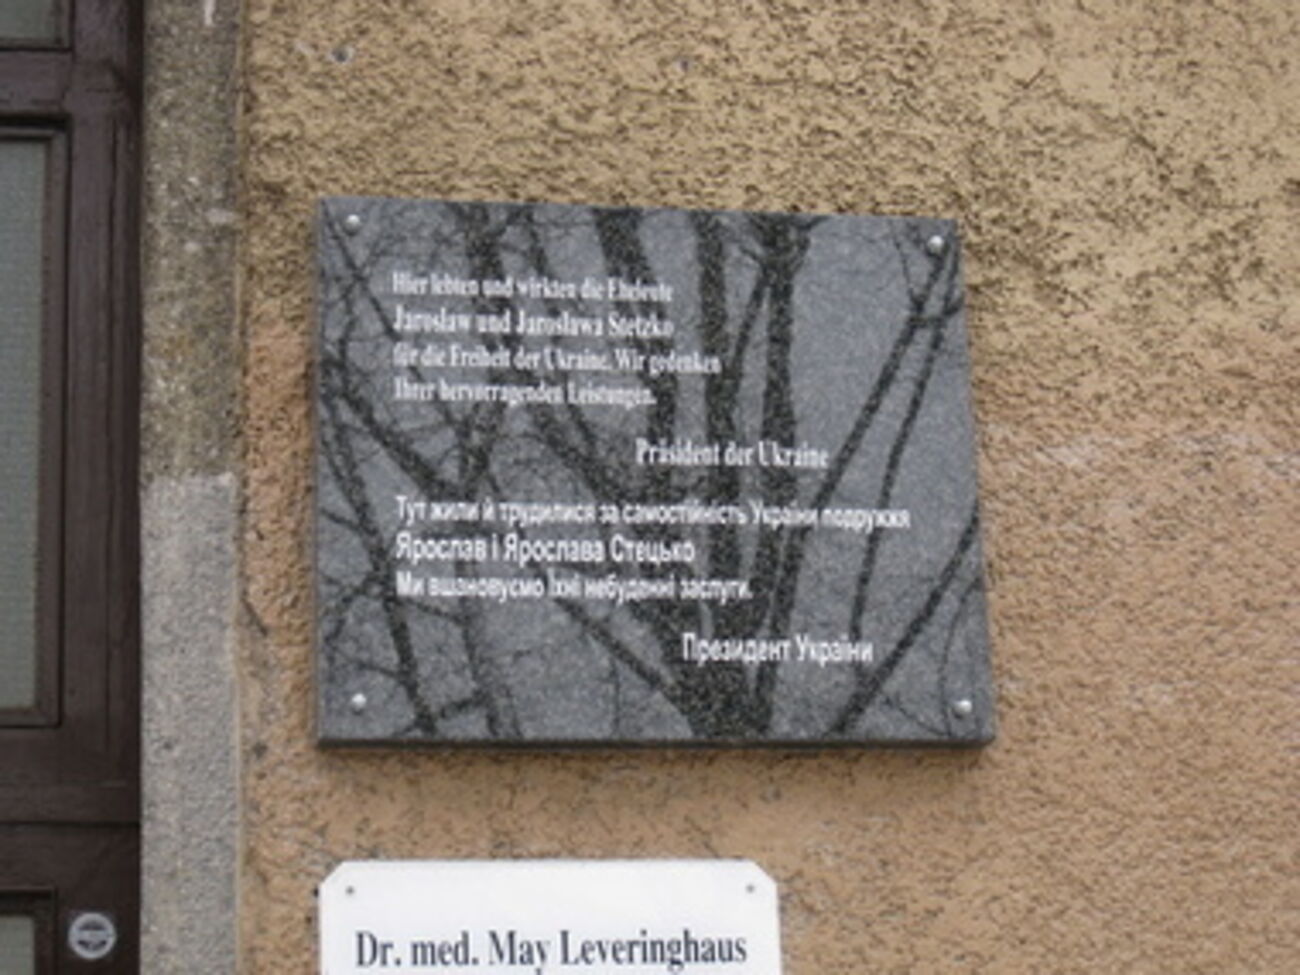 Hier lebten und wirkten die Eheleute
Jaroslaw und Jaroslawa Stetzko
für die Freiheit der Ukraine. Wir gedenken
Ihrer hervorragenden Leistungen.
Präsident der Ukraine
Тут жили й трудилися за самостійність України подружжя
Ярослав і Ярослава Стецько
Ми вшановуємо їхні небуденні заслуги.
Президент України
Dr. med. May Leveringhaus